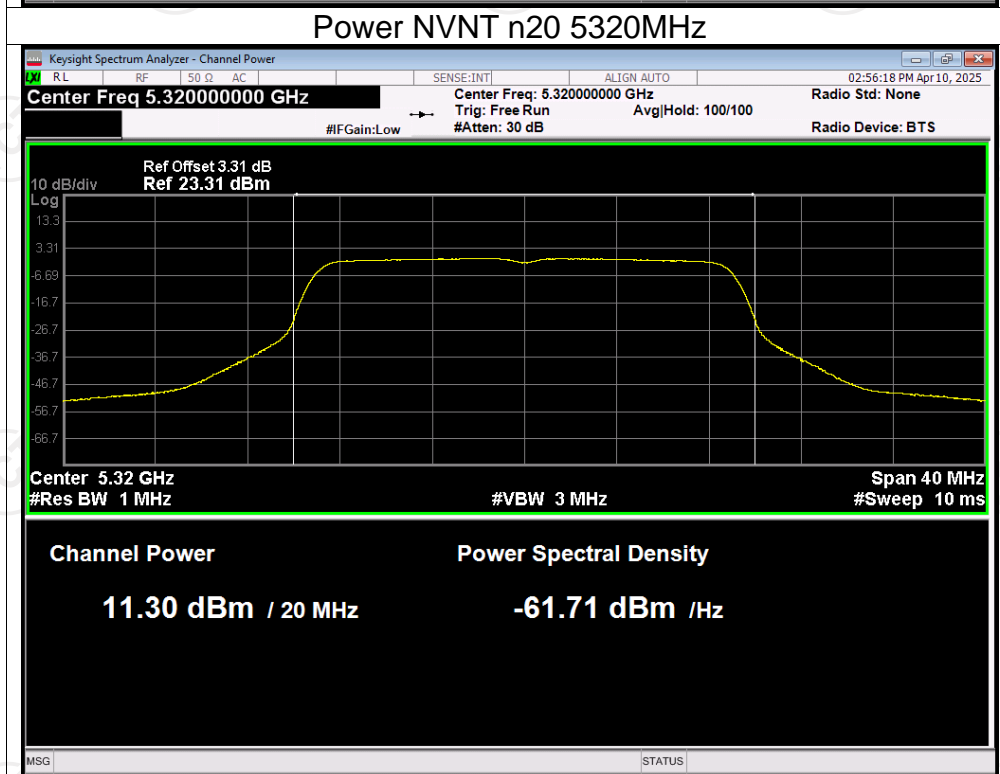 Power NVNT n20 5320MHz
Keysight Spectrum Analyzer - Channel Power
LXI RL RF 50 Ω AC SENSE:INT ALIGN AUTO 02:56:18 PM Apr 10, 2025
Center Freq 5.320000000 GHz Center Freq: 5.320000000 GHz Radio Std: None
Trig: Free Run Avg|Hold: 100/100
#IFGain:Low #Atten: 30 dB Radio Device: BTS
Ref Offset 3.31 dB
10 dB/div Ref 23.31 dBm
Log
13.3
3.31
-6.69
-16.7
-26.7
-36.7
-46.7
-56.7
-66.7
Center 5.32 GHz Span 40 MHz
#Res BW 1 MHz #VBW 3 MHz #Sweep 10 ms
Channel Power Power Spectral Density
11.30 dBm / 20 MHz -61.71 dBm /Hz
MSG STATUS